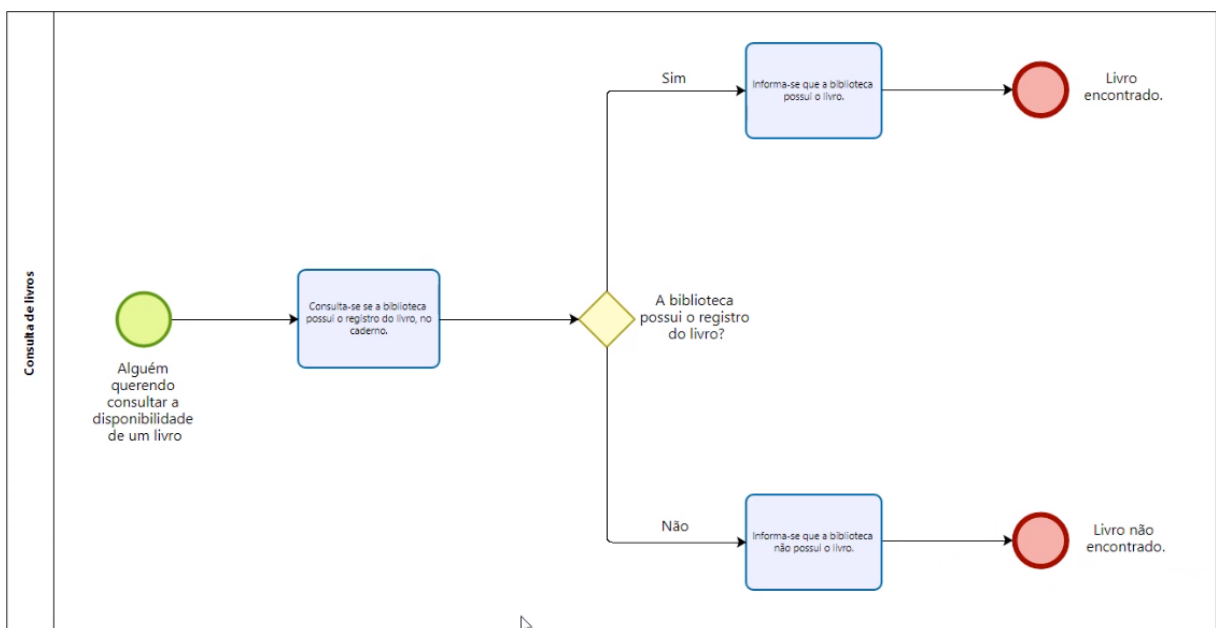 Consulta de livros
Alguém
querendo
consultar a
disponibilidade
de um livro
Consulta-se se a biblioteca
possui o registro do livro, no
caderno.
A biblioteca
possui o registro
do livro?
Sim
Informa-se que a biblioteca
possui o livro.
Livro
encontrado.
Não
Informa-se que a biblioteca
não possui o livro.
Livro não
encontrado.